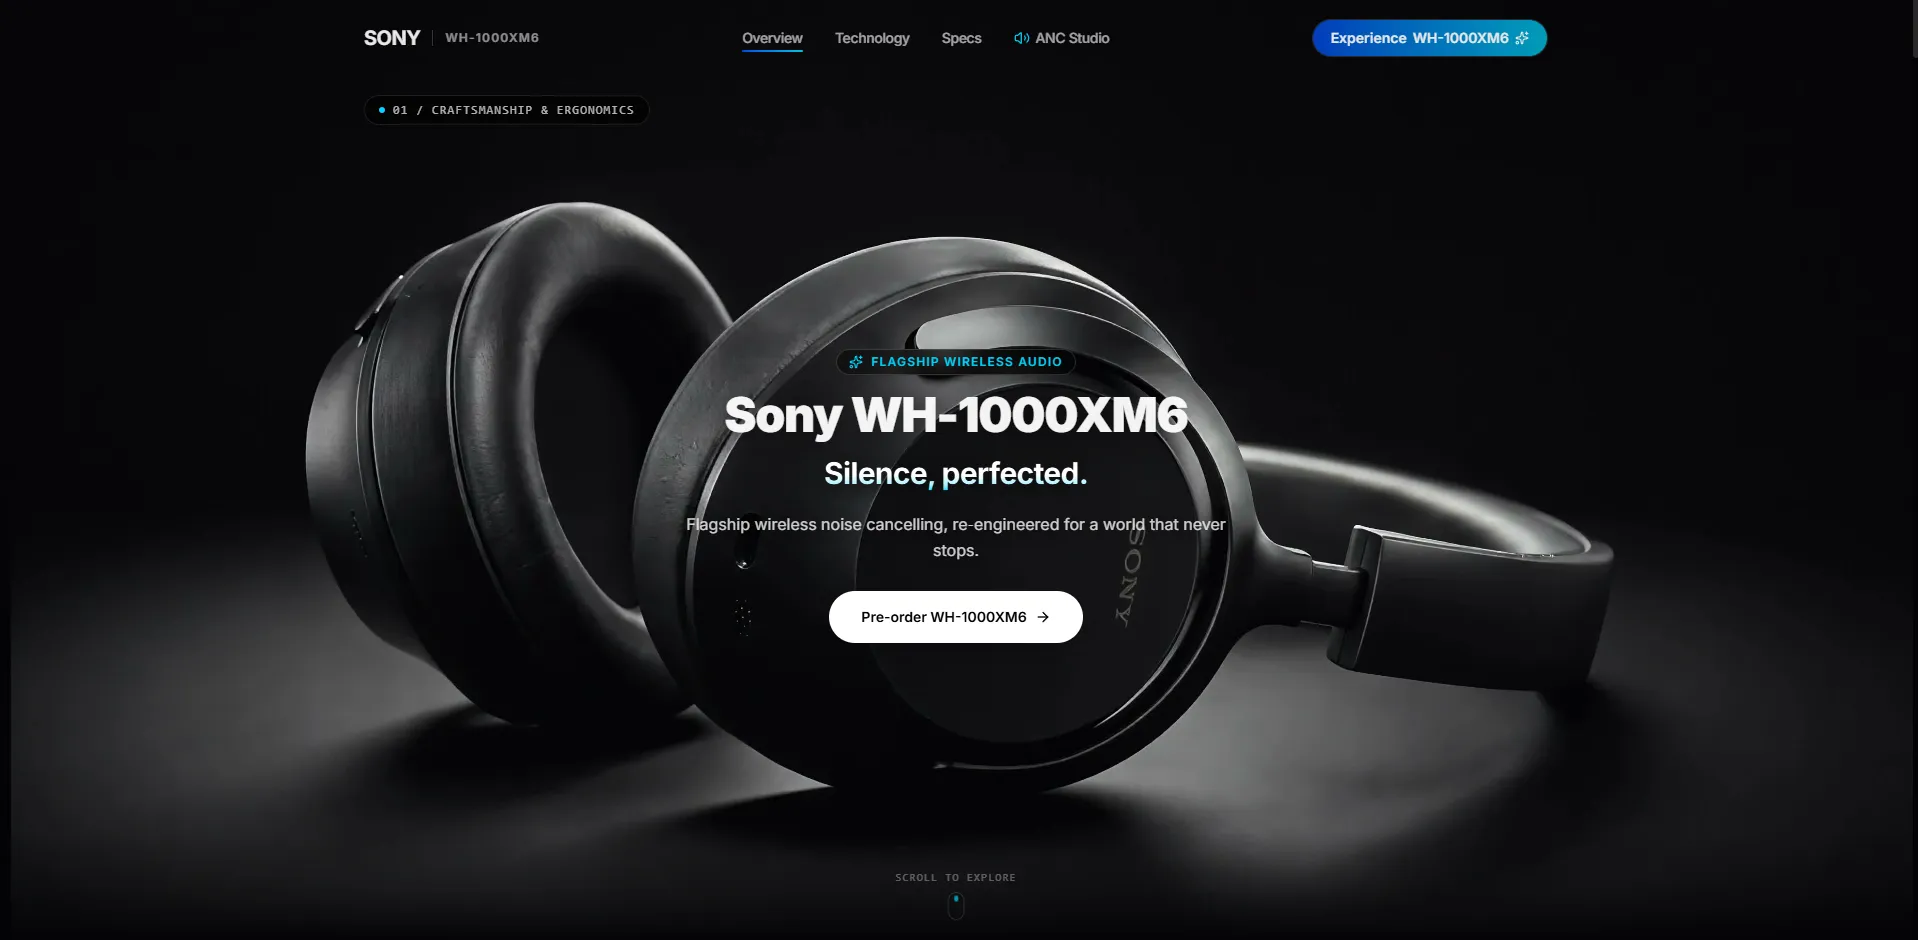 SONY
WH-1000XM6
Overview
Technology
Specs
ANC Studio
Experience WH-1000XM6
01 / CRAFTSMANSHIP & ERGONOMICS
FLAGSHIP WIRELESS AUDIO
Sony WH-1000XM6
Silence, perfected.
Flagship wireless noise cancelling, re-engineered for a world that never
stops.
SONY
Pre-order WH-1000XM6
SCROLL TO EXPLORE